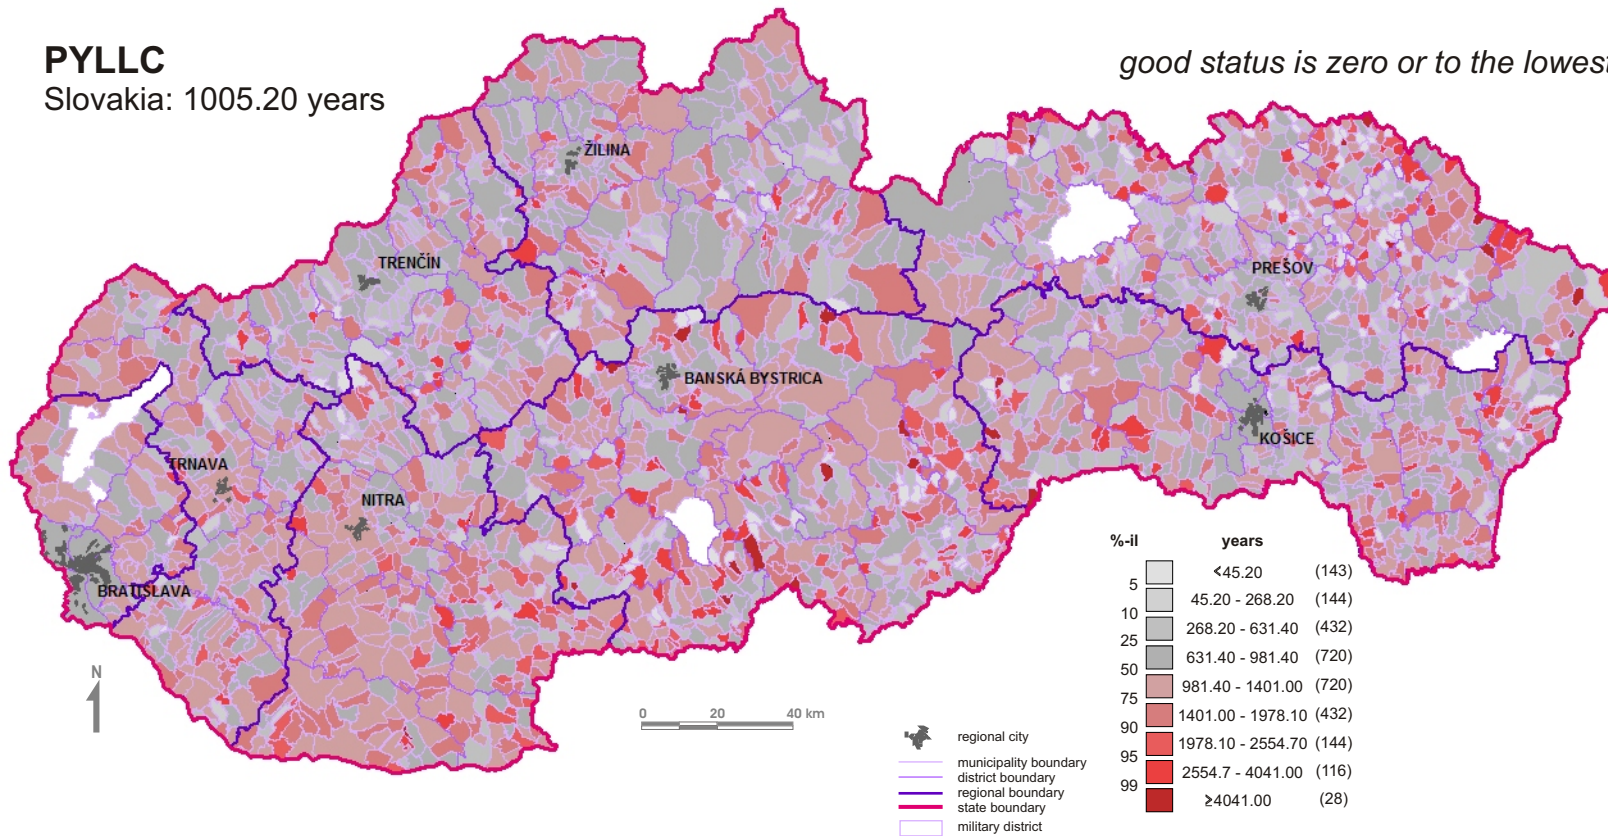 PYLLC
Slovakia: 1005.20 years
good status is zero or to the lowest
ŽILINA
TRENČÍN
PREŠOV
BANSKÁ BYSTRICA
KOŠICE
TRNAVA
NITRA
BRATISLAVA
N
0 20 40 km
regional city
municipality boundary
district boundary
regional boundary
state boundary
military district
%-il years
<45.20 (143)
5
45.20 - 268.20 (144)
10
268.20 - 631.40 (432)
25
631.40 - 981.40 (720)
50
981.40 - 1401.00 (720)
75
1401.00 - 1978.10 (432)
90
1978.10 - 2554.70 (144)
95
2554.7 - 4041.00 (116)
99
≥4041.00 (28)